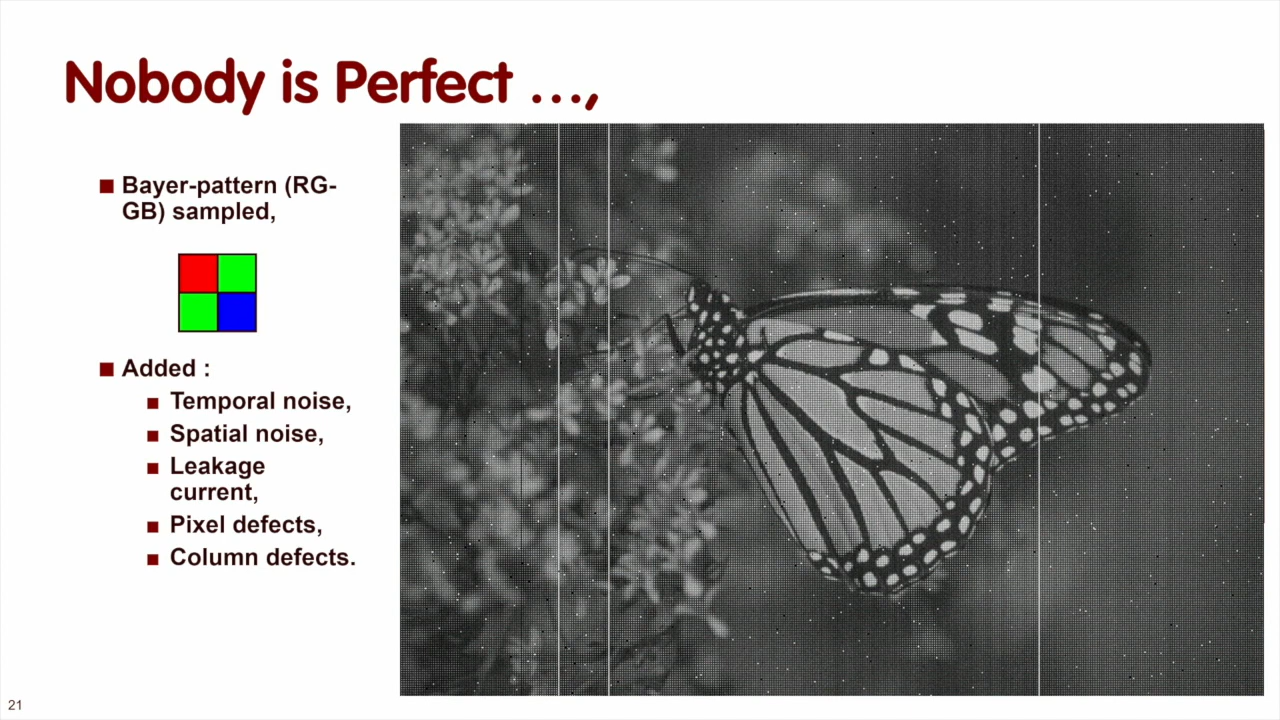 Nobody is Perfect …,
Bayer-pattern (RG-
GB) sampled,
Added :
Temporal noise,
Spatial noise,
Leakage
current,
Pixel defects,
Column defects.
21